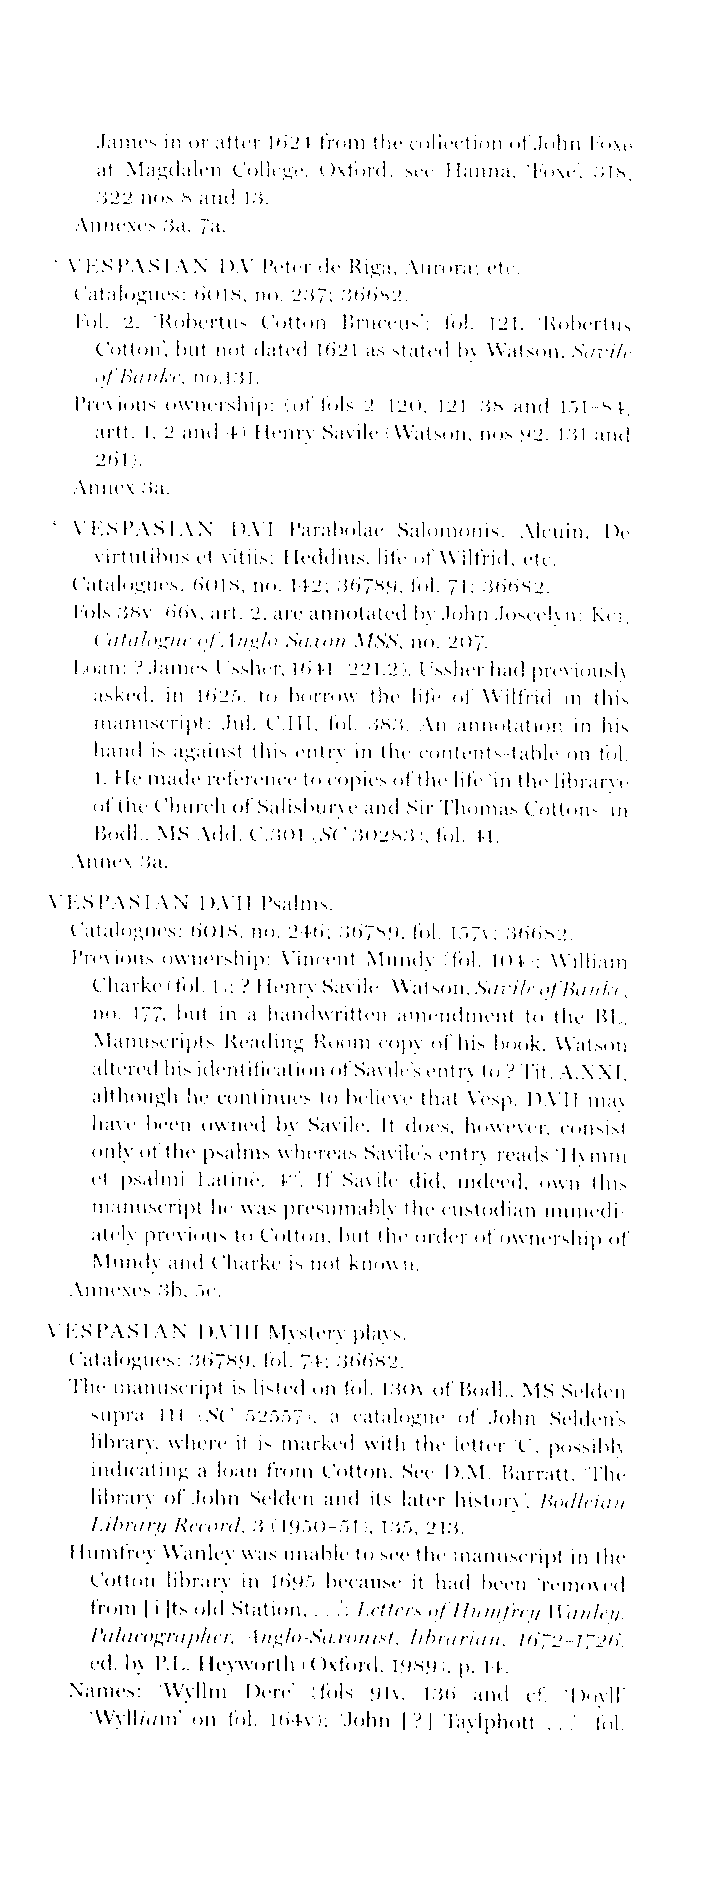 James in or after 1624 from the collection of John Foxe
at Magdalen College, Oxford, see Hanna, 'Foxe', 318,
322 nos 8 and 13.
Annexes 3a, 7a.
* VESPASIAN D.V Peter de Riga, Aurora; etc.
Catalogues: 6018, no. 237; 36682.
Fol. 2, 'Robertus Cotton Bruceus'; fol. 121, 'Robertus
Cotton', but not dated 1621 as stated by Watson, Savile
of Banke, no.131.
Previous ownership: (of fols 2–120, 121–38 and 151–84,
artt. 1, 2 and 4) Henry Savile (Watson, nos 92, 131 and
261).
Annex 3a.
* VESPASIAN D.VI Parabolae Salomonis, Alcuin, De
virtutibus et vitiis; Heddius, life of Wilfrid, etc.
Catalogues: 6018, no. 142; 36789, fol. 71; 36682.
Fols 38v–66v, art. 2, are annotated by John Joscelyn: Ker,
Catalogue of Anglo-Saxon MSS, no. 207.
Loan: ? James Ussher, 1641 (221.2). Ussher had previously
asked, in 1625, to borrow the life of Wilfrid in this
manuscript: Jul. C.III, fol. 383. An annotation in his
hand is against this entry in the contents-table on fol.
1. He made reference to copies of the life 'in the librarye
of the Church of Salisburye and Sir Thomas Cottons' in
Bodl., MS Add. C.301 (SC 30283), fol. 41.
Annex 3a.
VESPASIAN D.VII Psalms.
Catalogues: 6018, no. 246; 36789, fol. 157v; 36682.
Previous ownership: Vincent Mundy (fol. 104); William
Charke (fol. 1); ? Henry Savile (Watson, Savile of Banke,
no. 177, but in a handwritten amendment to the BL,
Manuscripts Reading Room copy of his book, Watson
altered his identification of Savile's entry to ? Tit. A.XXI,
although he continues to believe that Vesp. D.VII may
have been owned by Savile. It does, however, consist
only of the psalms whereas Savile's entry reads 'Hymni
et psalmi Latine, 4º'. If Savile did, indeed, own this
manuscript he was presumably the custodian immedi-
ately previous to Cotton, but the order of ownership of
Mundy and Charke is not known.
Annexes 3b, 5c.
VESPASIAN D.VIII Mystery plays.
Catalogues: 36789, fol. 74; 36682.
The manuscript is listed on fol. 130v of Bodl., MS Selden
supra 111 (SC 52557), a catalogue of John Selden's
library, where it is marked with the letter 'C', possibly
indicating a loan from Cotton. See D.M. Barratt, 'The
library of John Selden and its later history', Bodleian
Library Record, 3 (1950–51), 135, 213.
Humfrey Wanley was unable to see the manuscript in the
Cotton library in 1695 because it had been 'removed
from [i]ts old Station, . . .': Letters of Humfrey Wanley,
Palaeographer, Anglo-Saxonist, librarian, 1672–1726,
ed. by P.L. Heyworth (Oxford, 1989), p. 14.
Names: 'Wyllm Dere' (fols 91v, 136 and cf. 'Doyll'
'Wylliam' on fol. 164v); 'John [?] Taylphott . . .' fol.